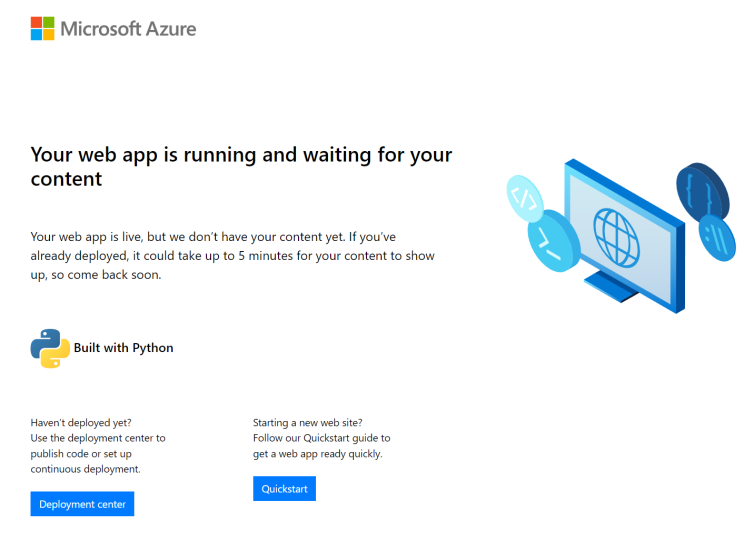 Microsoft Azure
Your web app is running and waiting for your
content
Your web app is live, but we don't have your content yet. If you've
already deployed, it could take up to 5 minutes for your content to show
up, so come back soon.
Built with Python
Haven't deployed yet?
Use the deployment center to
publish code or set up
continuous deployment.
Deployment center
Starting a new web site?
Follow our Quickstart guide to
get a web app ready quickly.
Quickstart